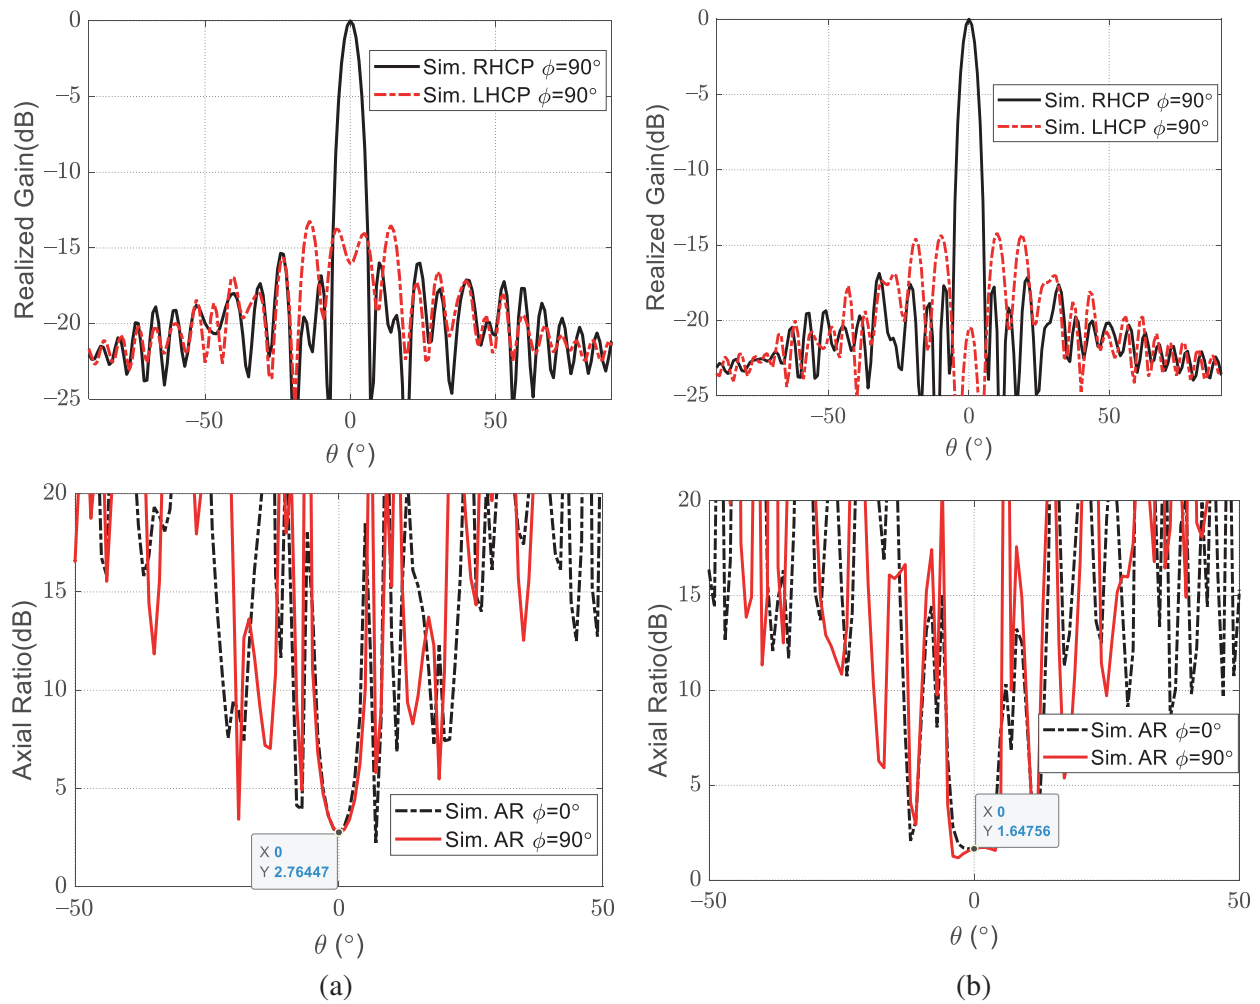 0
−5
−10
−15
−20
−25
−50
0
50
Realized Gain(dB)
θ (°)
Sim. RHCP ϕ=90°
Sim. LHCP ϕ=90°
0
−5
−10
−15
−20
−25
−50
0
50
Realized Gain(dB)
θ (°)
Sim. RHCP ϕ=90°
Sim. LHCP ϕ=90°
20
15
10
5
0
−50
0
50
Axial Ratio(dB)
θ (°)
Sim. AR ϕ=0°
Sim. AR ϕ=90°
X 0
Y 2.76447
(a)
20
15
10
5
0
−50
0
50
Axial Ratio(dB)
θ (°)
Sim. AR ϕ=0°
Sim. AR ϕ=90°
X 0
Y 1.64756
(b)